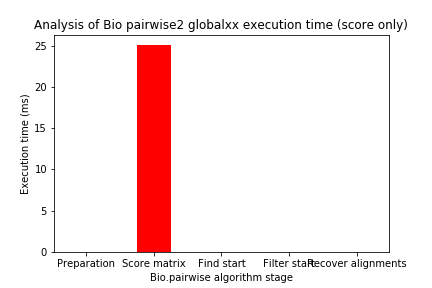 Analysis of Bio pairwise2 globalxx execution time (score only)
Execution time (ms)
25
20
15
10
5
0
Preparation Score matrix Find start Filter start Recover alignments
Bio.pairwise algorithm stage